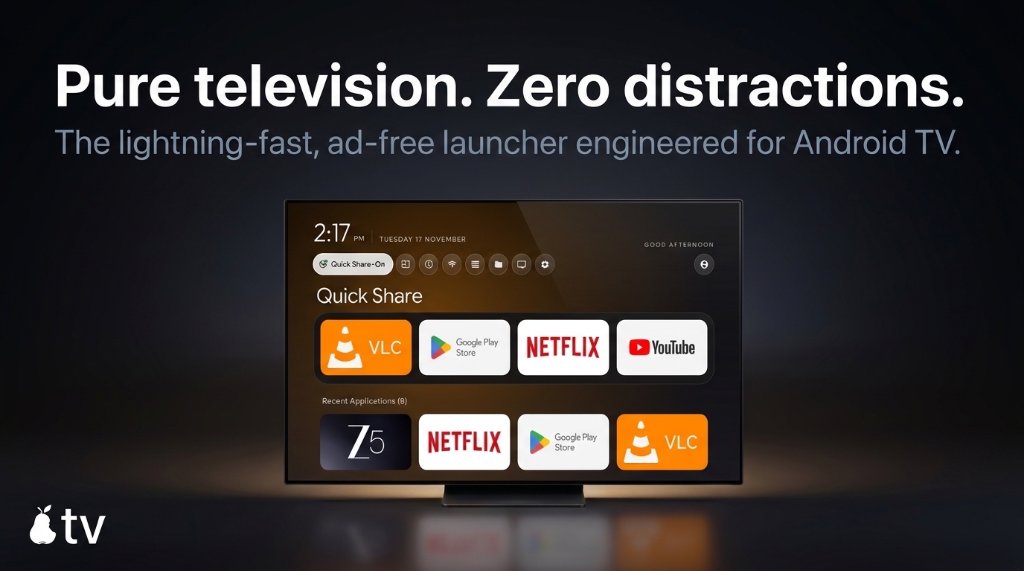 Pure television. Zero distractions.
The lightning-fast, ad-free launcher engineered for Android TV.
2:17 PM TUESDAY 17 NOVEMBER
GOOD AFTERNOON
Quick Share•On
Quick Share
VLC
Google Play
Store
NETFLIX
YouTube
Recent Applications (8)
Z5
NETFLIX
Google Play
Store
VLC
tv